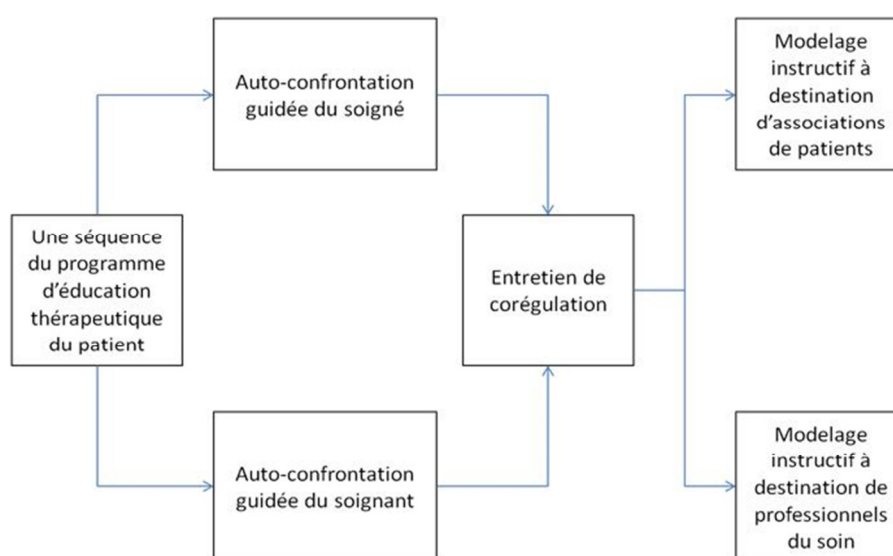 Une séquence
du programme
d'éducation
thérapeutique
du patient
Auto-confrontation
guidée du soigné
Auto-confrontation
guidée du soignant
Entretien de
corégulation
Modelage
instructif à
destination
d'associations
de patients
Modelage
instructif à
destination de
professionnels
du soin